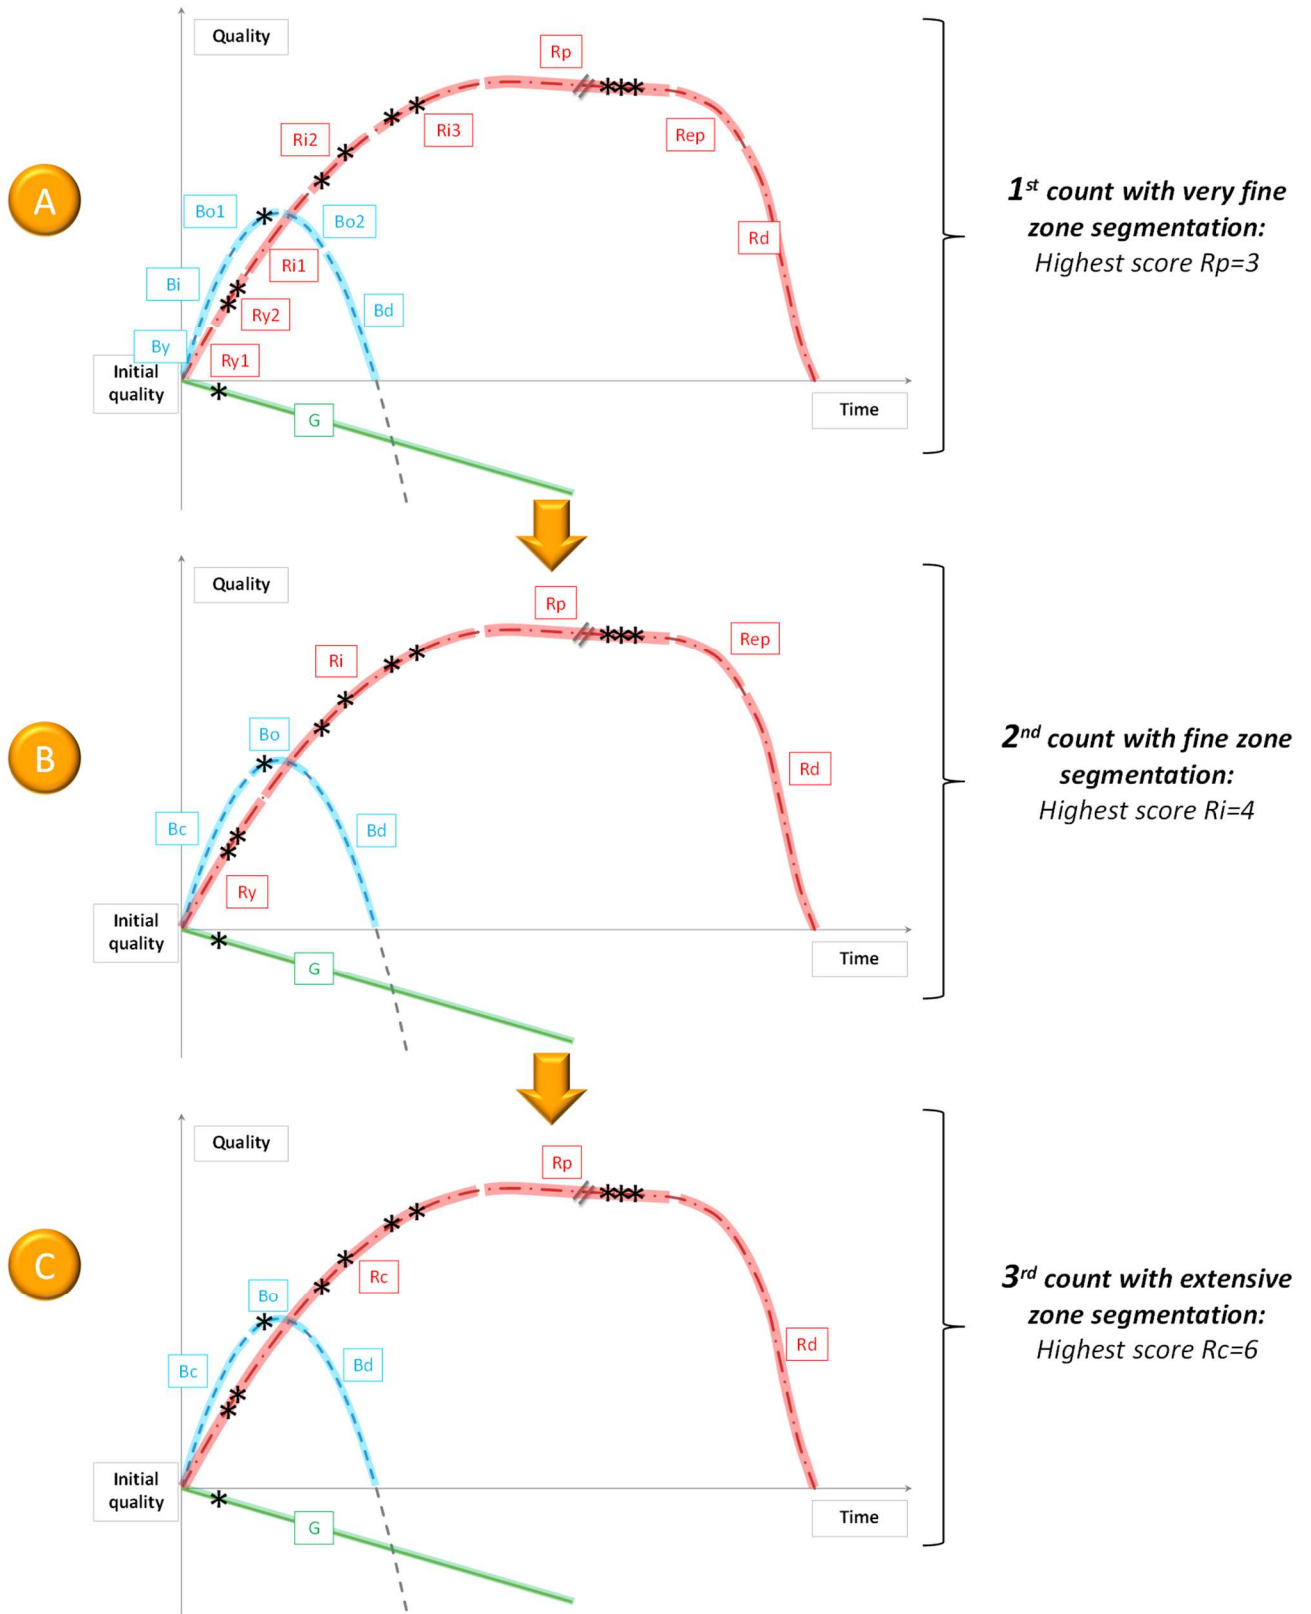 Quality
Rp
Ri2
Ri3
Rep
A
Bo1
Bo2
Ri1
Rd
Bi
Ry2
Bd
By
Ry1
Initial
quality
G
Time
1st count with very fine
zone segmentation:
Highest score Rp=3
Quality
Rp
Ri
Rep
B
Bo
Bc
Bd
Rd
Ry
Initial
quality
G
Time
2nd count with fine zone
segmentation:
Highest score Ri=4
Quality
Rp
C
Rc
Bo
Bc
Bd
Rd
Initial
quality
G
Time
3rd count with extensive
zone segmentation:
Highest score Rc=6